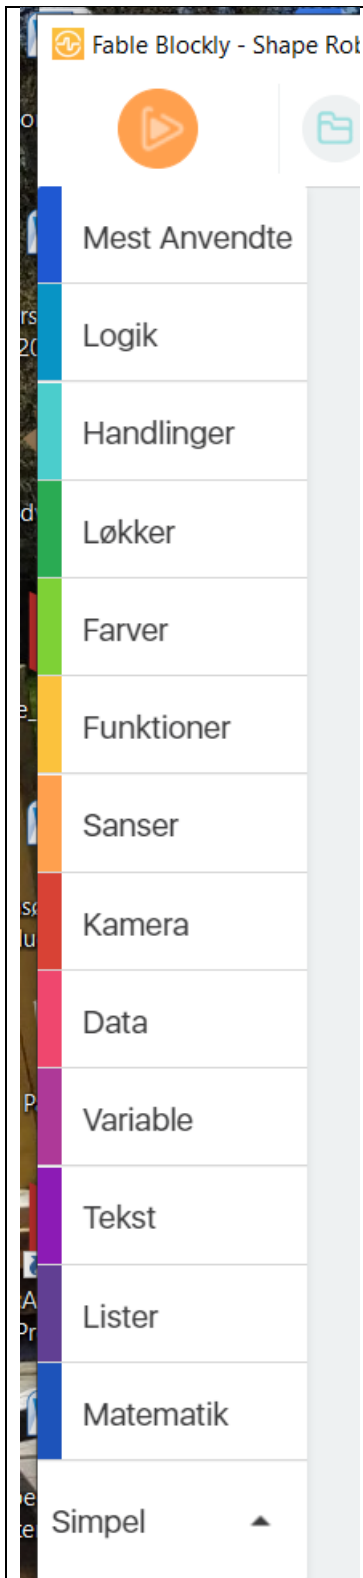 Fable Blockly - Shape Rob
Mest Anvendte
Logik
Handlinger
Løkker
Farver
Funktioner
Sanser
Kamera
Data
Variable
Tekst
Lister
Matematik
Simpel